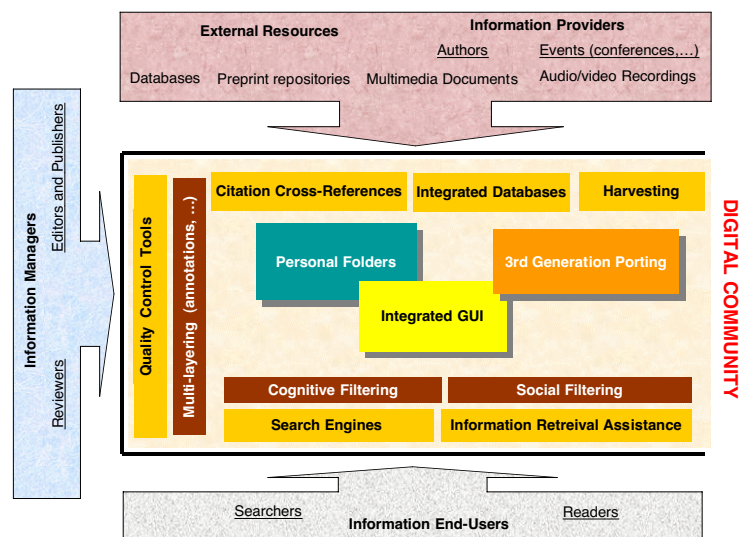 External Resources
Information Providers
Authors
Events (conferences,…)
Databases
Preprint repositories
Multimedia Documents
Audio/video Recordings
Information Managers
Editors and Publishers
Reviewers
Quality Control Tools
Multi-layering (annotations, …)
Citation Cross-References
Integrated Databases
Harvesting
Personal Folders
3rd Generation Porting
Integrated GUI
Cognitive Filtering
Social Filtering
Search Engines
Information Retreival Assistance
DIGITAL COMMUNITY
Searchers
Readers
Information End-Users